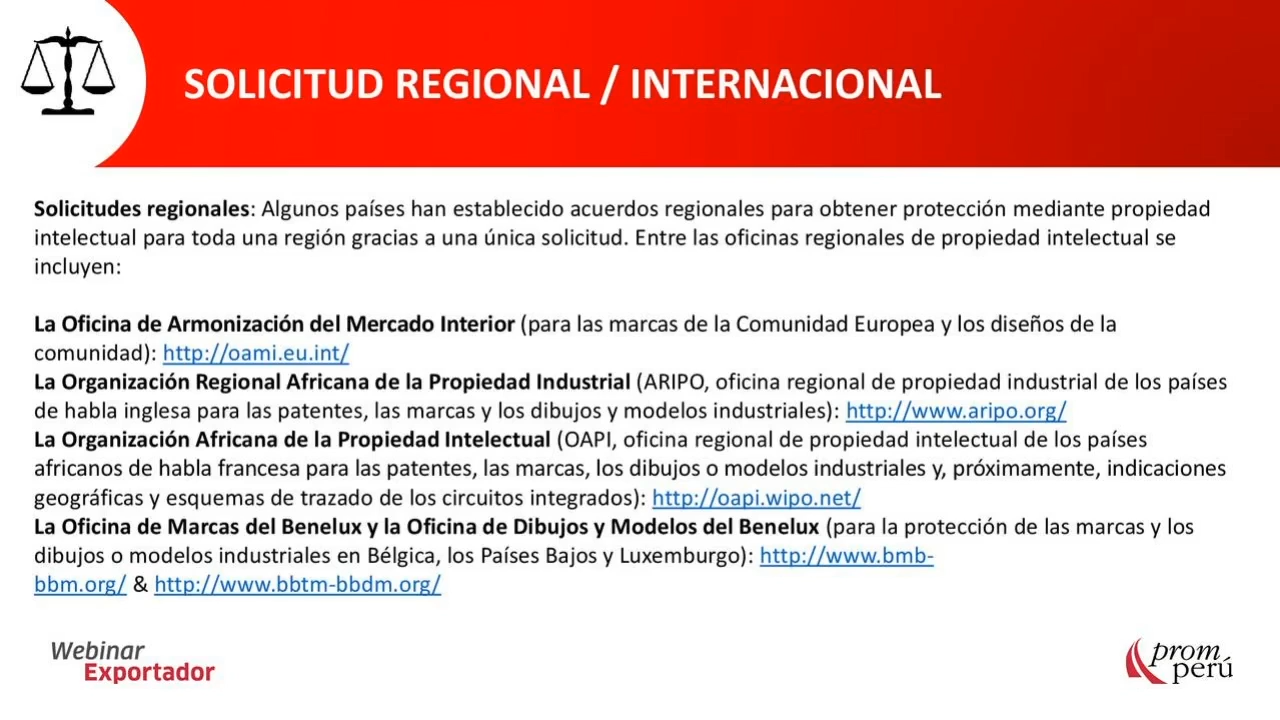 SOLICITUD REGIONAL / INTERNACIONAL
Solicitudes regionales: Algunos países han establecido acuerdos regionales para obtener protección mediante propiedad
intelectual para toda una región gracias a una única solicitud. Entre las oficinas regionales de propiedad intelectual se
incluyen:
La Oficina de Armonización del Mercado Interior (para las marcas de la Comunidad Europea y los diseños de la
comunidad): http://oami.eu.int/
La Organización Regional Africana de la Propiedad Industrial (ARIPO, oficina regional de propiedad industrial de los países
de habla inglesa para las patentes, las marcas y los dibujos y modelos industriales): http://www.aripo.org/
La Organización Africana de la Propiedad Intelectual (OAPI, oficina regional de propiedad intelectual de los países
africanos de habla francesa para las patentes, las marcas, los dibujos o modelos industriales y, próximamente, indicaciones
geográficas y esquemas de trazado de los circuitos integrados): http://oapi.wipo.net/
La Oficina de Marcas del Benelux y la Oficina de Dibujos y Modelos del Benelux (para la protección de las marcas y los
dibujos o modelos industriales en Bélgica, los Países Bajos y Luxemburgo): http://www.bmb-
bbm.org/ & http://www.bbtm-bbdm.org/
Webinar
Exportador
prom
perú